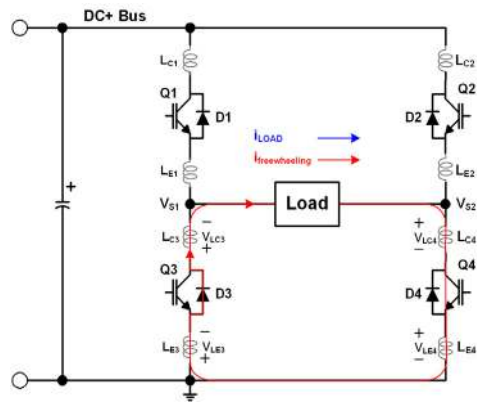 DC+ Bus
LC1
LC2
Q1
Q2
D1
D2
iLOAD
ifreewheeling
LE1
LE2
VS1
Load
VS2
LC3
−
VLC3
+
+
VLC4
−
LC4
Q3
Q4
D3
D4
LE3
−
VLE3
+
+
VLE4
−
LE4
+